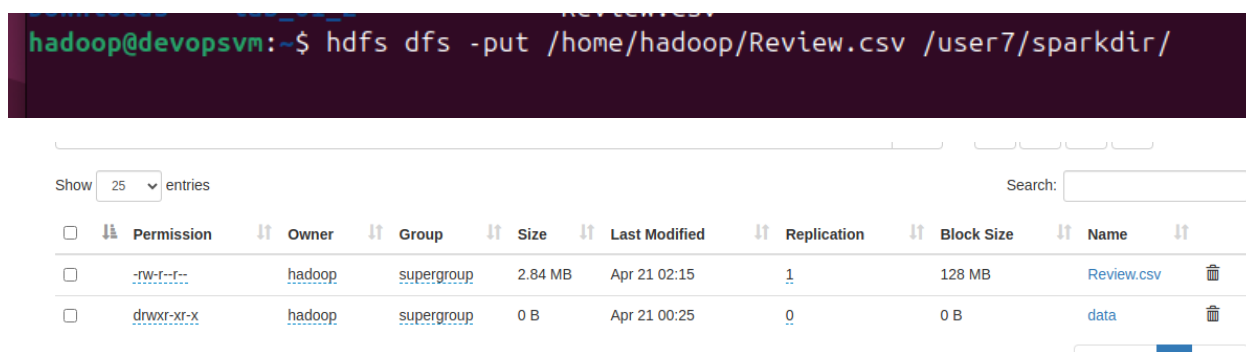 hadoop@devopsvm:~$ hdfs dfs -put /home/hadoop/Review.csv /user7/sparkdir/
Show 25 entries Search:
Permission Owner Group Size Last Modified Replication Block Size Name
-rw-r--r-- hadoop supergroup 2.84 MB Apr 21 02:15 1 128 MB Review.csv
drwxr-xr-x hadoop supergroup 0 B Apr 21 00:25 0 0 B data